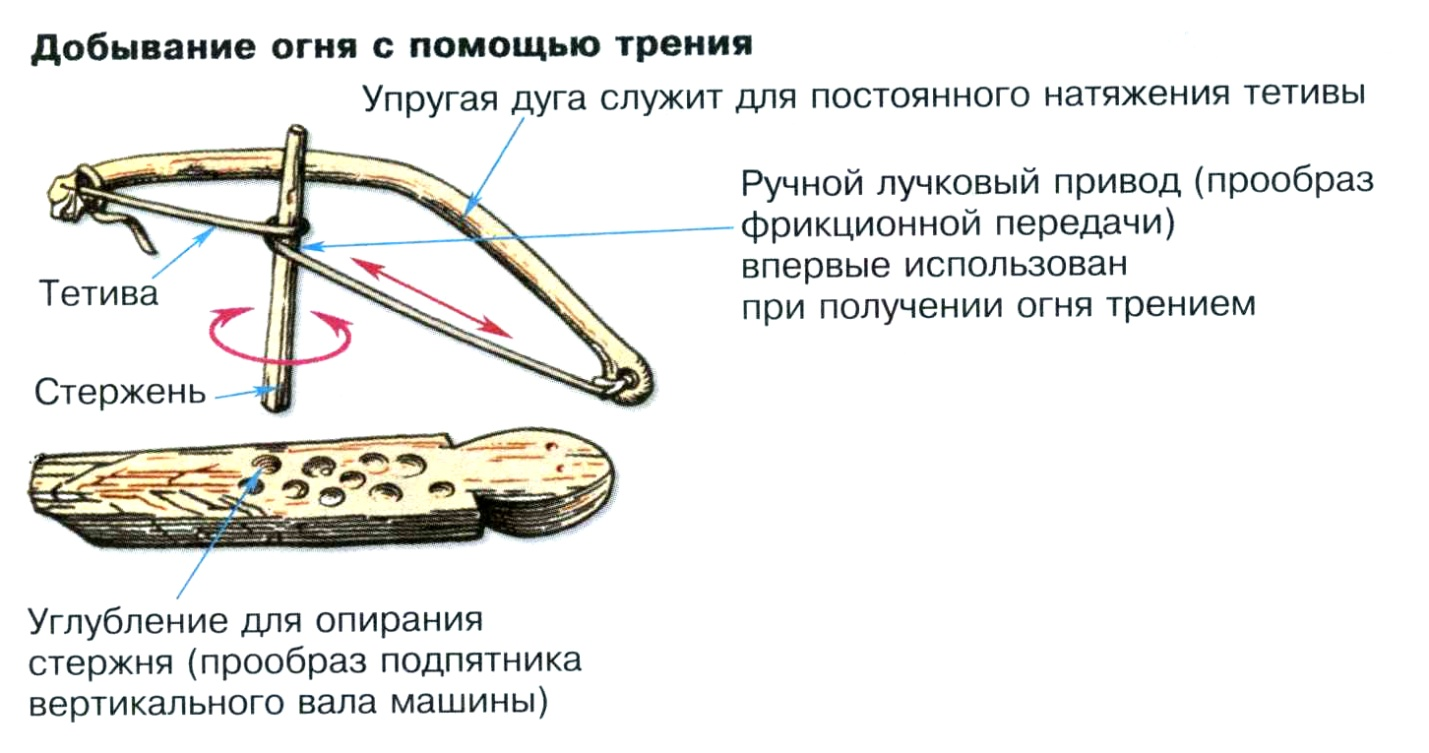 Добывание огня с помощью трения
Упругая дуга служит для постоянного натяжения тетивы
Ручной лучковый привод (прообраз
фрикционной передачи)
впервые использован
при получении огня трением
Тетива
Стержень
Углубление для опирания
стержня (прообраз подпятника
вертикального вала машины)